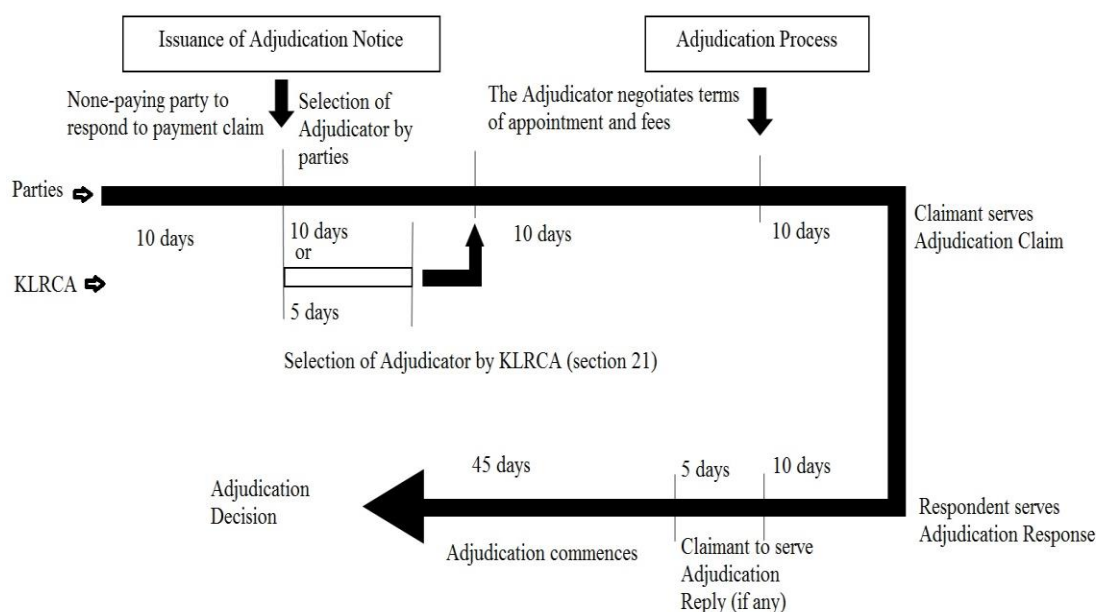 Issuance of Adjudication Notice
Adjudication Process
None-paying party to
respond to payment claim
Selection of
Adjudicator by
parties
The Adjudicator negotiates terms
of appointment and fees
Parties
10 days
10 days
or
10 days
10 days
Claimant serves
Adjudication Claim
KLRCA
5 days
Selection of Adjudicator by KLRCA (section 21)
45 days
5 days
10 days
Adjudication
Decision
Respondent serves
Adjudication Response
Adjudication commences
Claimant to serve
Adjudication
Reply (if any)